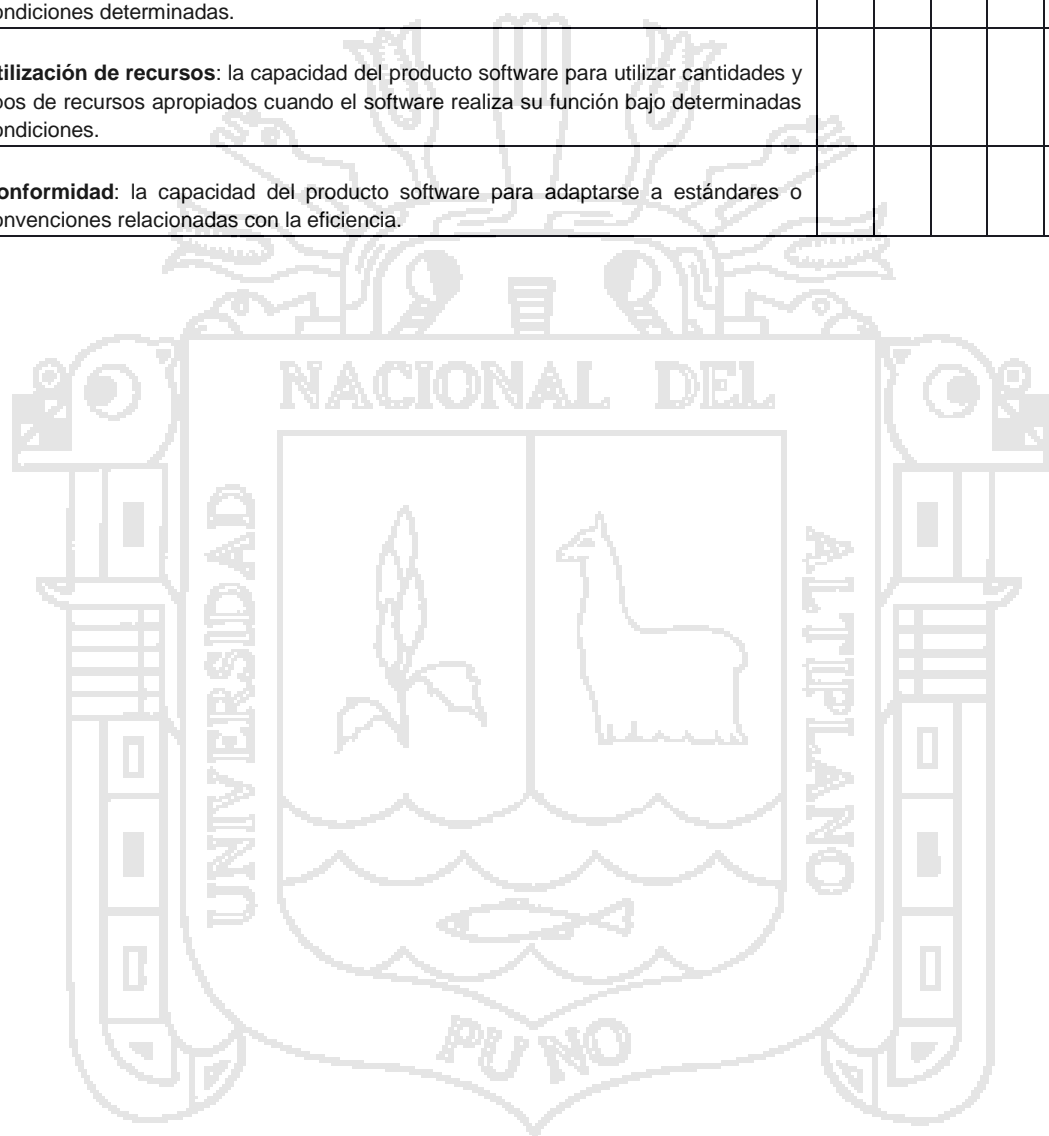 ondiciones determinadas.
tilización de recursos: la capacidad del producto software para utilizar cantidades y
pos de recursos apropiados cuando el software realiza su función bajo determinadas
ondiciones.
onformidad: la capacidad del producto software para adaptarse a estándares o
onvenciones relacionadas con la eficiencia.
NACIONAL DEL
UNIVERSIDAD
ALTIPLANO
PUNO